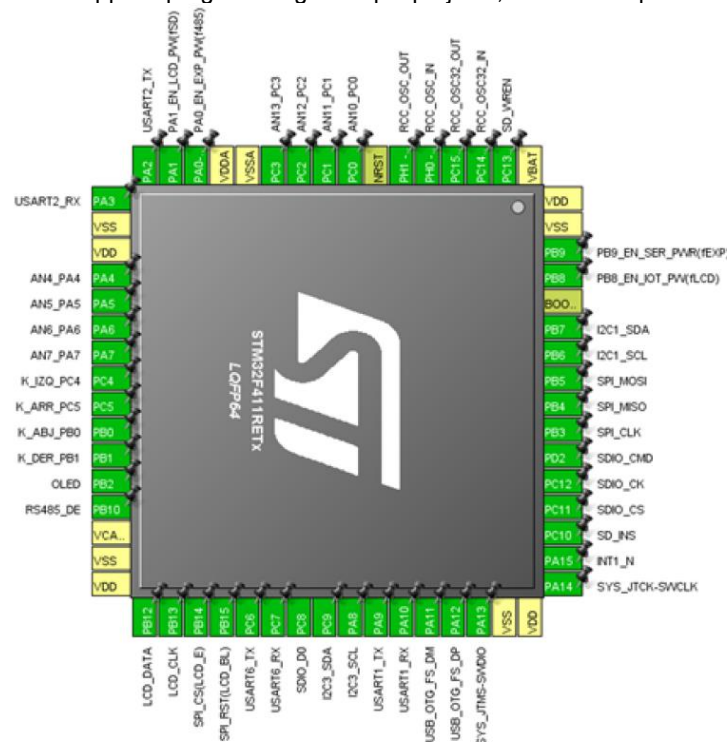 USART2_TX
PA1_EN_LCD_PW(fSD)
PA0_EN_EXP_PW(f485)
AN13_PC3
AN12_PC2
AN11_PC1
AN10_PC0
RCC_OSC_OUT
RCC_OSC_IN
RCC_OSC32_OUT
RCC_OSC32_IN
SD_WREN
PA2
PA1
PA0-.
VDDA
VSSA
PC3
PC2
PC1
PC0
NRST
PH1 -
PH0 -
PC15.
PC14.
PC13.
VBAT
USART2_RX PA3
VSS
VDD
AN4_PA4 PA4
AN5_PA5 PA5
AN6_PA6 PA6
AN7_PA7 PA7
K_IZQ_PC4 PC4
K_ARR_PC5 PC5
K_ABJ_PB0 PB0
K_DER_PB1 PB1
OLED PB2
RS485_DE PB10
VCA..
VSS
VDD
STM32F411RETx
LQFP64
VDD
VSS
PB9 PB9_EN_SER_PWR(fEXP)
PB8 PB8_EN_IOT_PW(fLCD)
BOO..
PB7 I2C1_SDA
PB6 I2C1_SCL
PB5 SPI_MOSI
PB4 SPI_MISO
PB3 SPI_CLK
PD2 SDIO_CMD
PC12 SDIO_CK
PC11 SDIO_CS
PC10 SD_INS
PA15 INT1_N
PA14 SYS_JTCK-SWCLK
PB12
PB13
PB14
PB15
PC6
PC7
PC8
PC9
PA8
PA9
PA10
PA11
PA12
PA13
VSS
VDD
LCD_DATA
LCD_CLK
SPI_CS(LCD_E)
SPI_RST(LCD_BL)
USART6_TX
USART6_RX
SDIO_D0
I2C3_SDA
I2C3_SCL
USART1_TX
USART1_RX
USB_OTG_FS_DM
USB_OTG_FS_DP
SYS_JTMS-SWDIO